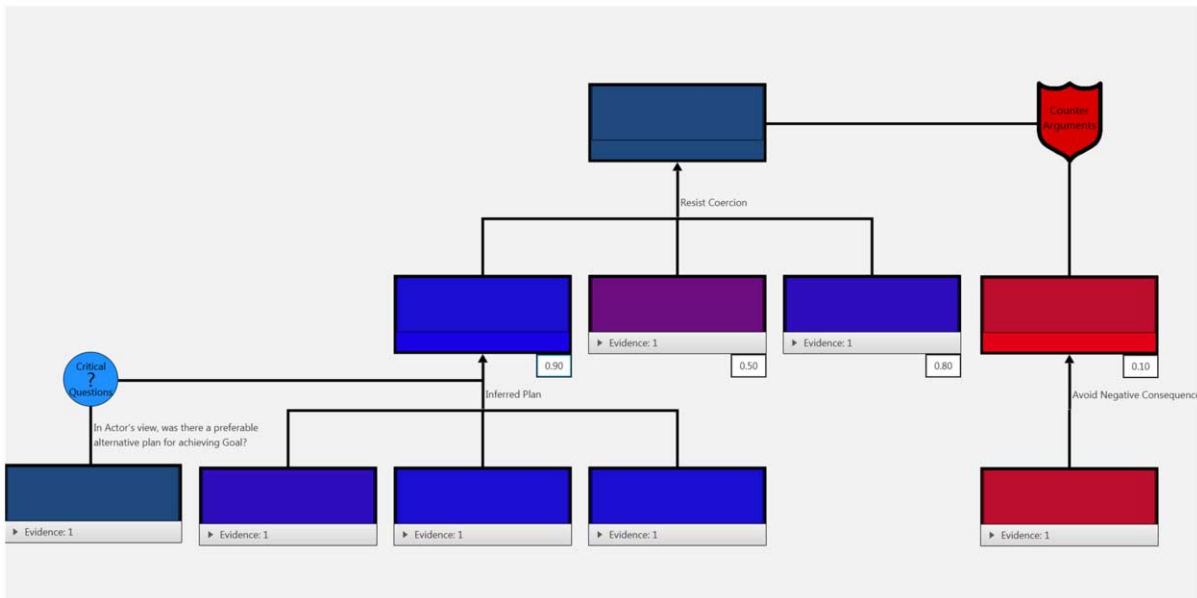 Counter
Arguments
Resist Coercion
Evidence: 1
Evidence: 1
0.90
0.50
0.80
0.10
Critical
?
Questions
Inferred Plan
Avoid Negative Consequence
In Actor's view, was there a preferable
alternative plan for achieving Goal?
Evidence: 1
Evidence: 1
Evidence: 1
Evidence: 1
Evidence: 1